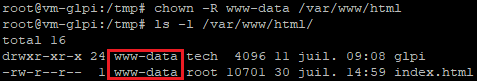 root@vm-glpi:/tmp# chown -R www-data /var/www/html
root@vm-glpi:/tmp# ls -l /var/www/html/
total 16
drwxr-xr-x 24 www-data tech  4096 11 juil. 09:08 glpi
-rw-r--r--  1 www-data root 10701 30 juil. 14:59 index.html